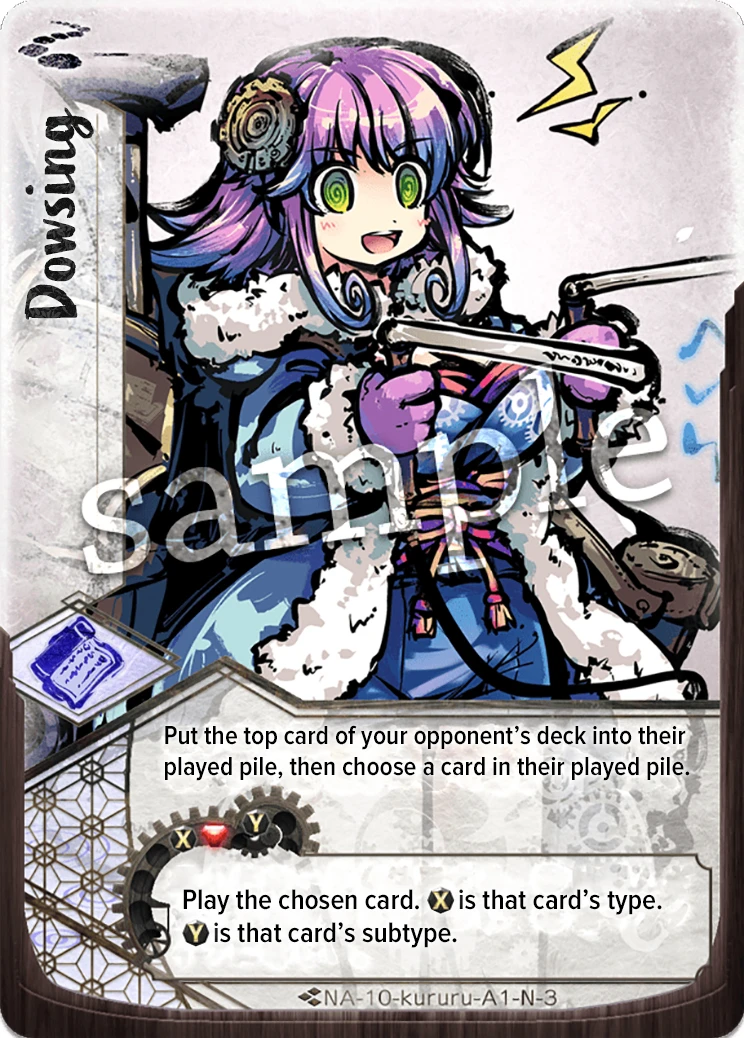 Dowsing
sample
Put the top card of your opponent's deck into their
played pile, then choose a card in their played pile.
X Y
Play the chosen card. X is that card's type.
Y is that card's subtype.
NA-10-kururu-A1-N-3